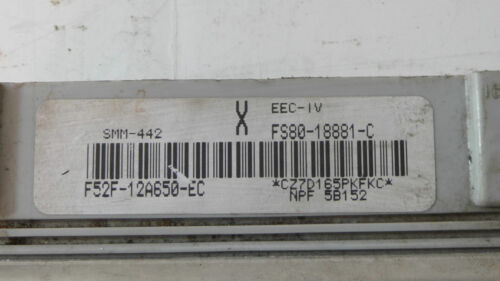 X
EEC-IV
SMM-442
FS80-18881-C
F52F-12A650-EC
*CZ7D165PKFKC*
NPF 5B152